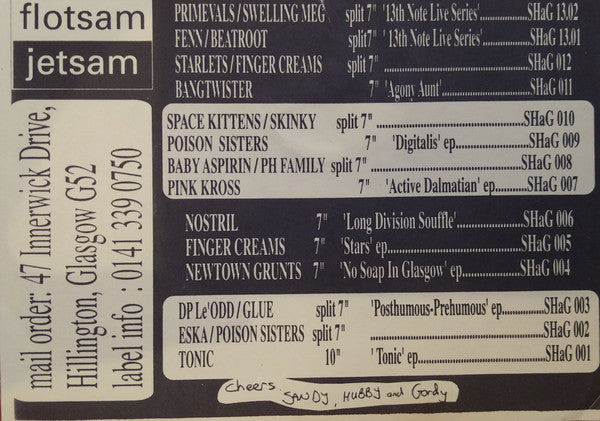 flotsam
jetsam
mail order: 47 Innerwick Drive,
Hillington, Glasgow G52
label info : 0141 339 0750
PRIMEVALS / SWELLING MEG split 7" '13th Note Live Series'..................SHaG 13.02
FENN / BEATROOT split 7" '13th Note Live Series'..................SHaG 13.01
STARLETS / FINGER CREAMS split 7" ..................SHaG 012
BANGTWISTER 7" 'Agony Aunt'..................SHaG 011
SPACE KITTENS / SKINKY split 7" ..................SHaG 010
POISON SISTERS 7" 'Digitalis' ep..................SHaG 009
BABY ASPIRIN / PH FAMILY split 7" ..................SHaG 008
PINK KROSS 7" 'Active Dalmatian' ep..................SHaG 007
NOSTRIL 7" 'Long Division Souffle'..................SHaG 006
FINGER CREAMS 7" 'Stars' ep..................SHaG 005
NEWTOWN GRUNTS 7" 'No Soap In Glasgow' ep..................SHaG 004
DP Le'ODD / GLUE split 7" 'Posthumous-Prehumous' ep..................SHaG 003
ESKA / POISON SISTERS split 7" ..................SHaG 002
TONIC 10" 'Tonic' ep..................SHaG 001
Cheers SANDY, HUBBY and Gordy